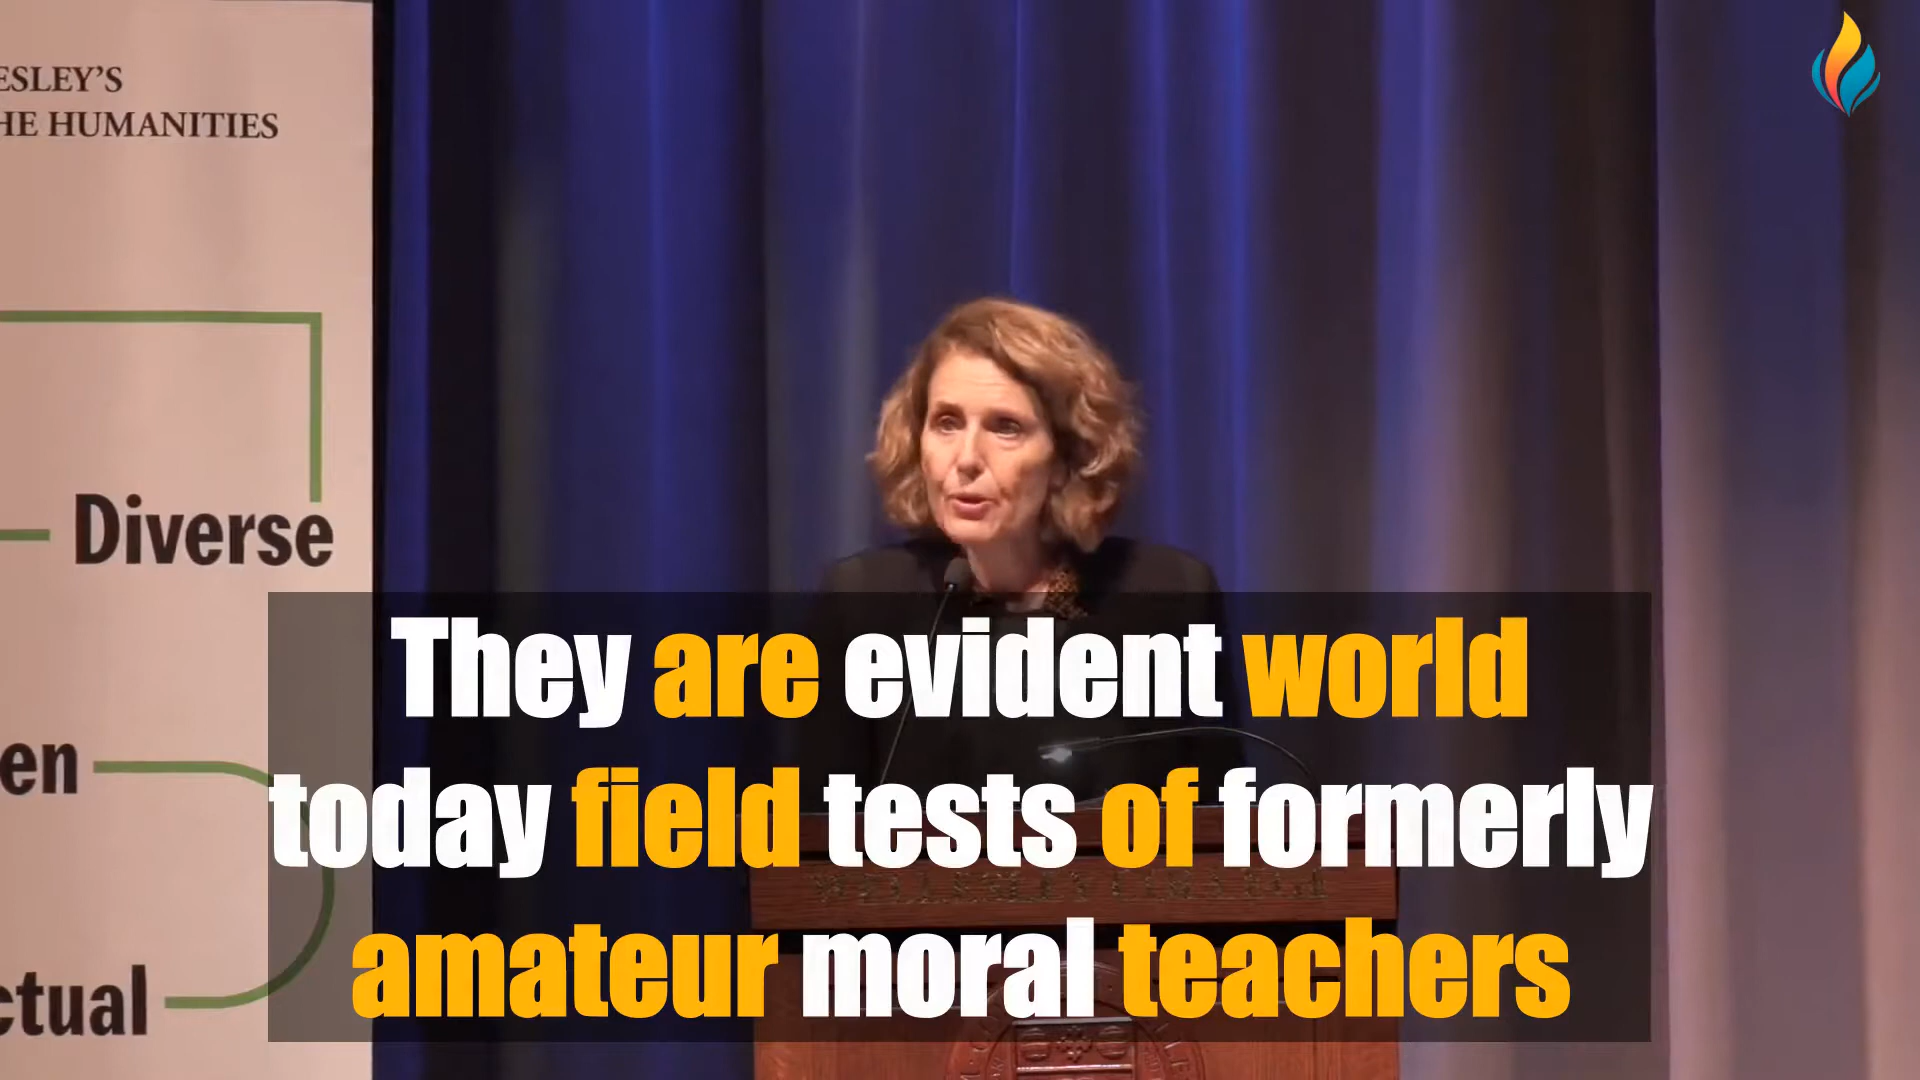 ESLEY'S
HE HUMANITIES
Diverse
en
ctual
They are evident world
today field tests of formerly
amateur moral teachers